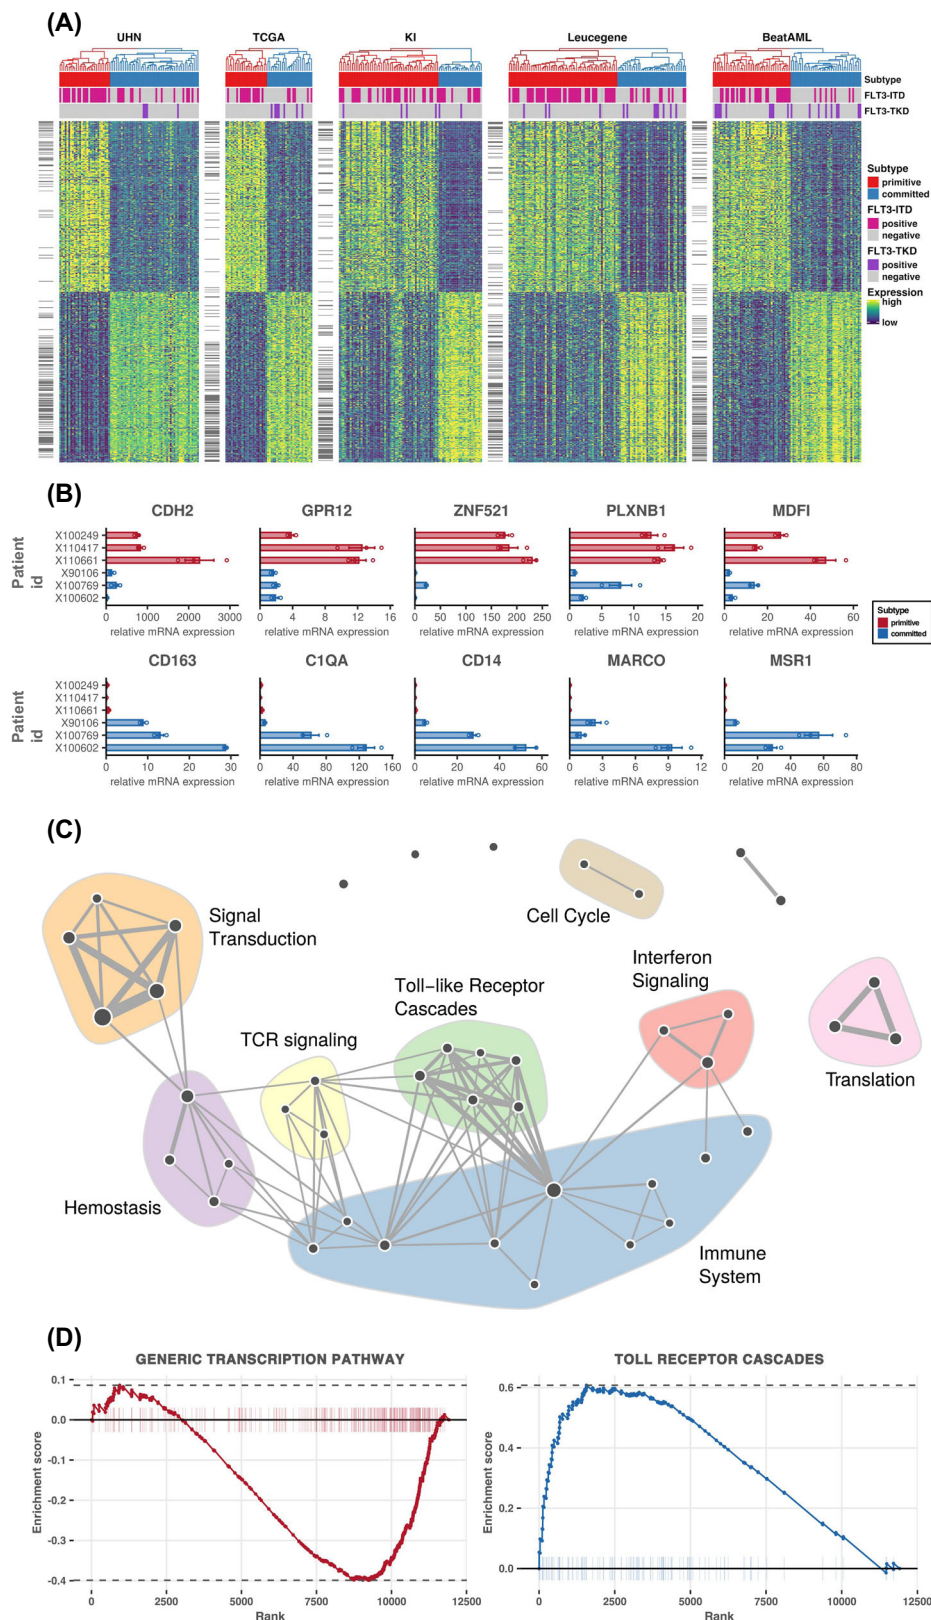 (A)
UHN
TCGA
KI
Leucegene
BeatAML
Subtype
FLT3-ITD
FLT3-TKD
Subtype
primitive
committed
FLT3-ITD
positive
negative
FLT3-TKD
positive
negative
Expression
high
low
(B)
CDH2
GPR12
ZNF521
PLXNB1
MDFI
Patient
id
X100249
X110417
X110661
X90106
X100769
X100602
0 1000 2000 3000
0 4 8 12 16
0 50 100 150 200 250
0 5 10 15 20
0 20 40 60
relative mRNA expression
relative mRNA expression
relative mRNA expression
relative mRNA expression
relative mRNA expression
Subtype
primitive
committed
CD163
C1QA
CD14
MARCO
MSR1
Patient
id
X100249
X110417
X110661
X90106
X100769
X100602
0 10 20 30
0 40 80 120 160
0 20 40 60
0 3 6 9 12
0 20 40 60 80
relative mRNA expression
relative mRNA expression
relative mRNA expression
relative mRNA expression
relative mRNA expression
(C)
Signal
Transduction
Cell Cycle
Interferon
Signaling
Toll-like Receptor
Cascades
TCR signaling
Translation
Hemostasis
Immune
System
(D)
GENERIC TRANSCRIPTION PATHWAY
Enrichment score
0.1
0.0
-0.1
-0.2
-0.3
-0.4
0 2500 5000 7500 10000 12500
Rank
TOLL RECEPTOR CASCADES
Enrichment score
0.6
0.4
0.2
0.0
0 2500 5000 7500 10000 12500
Rank